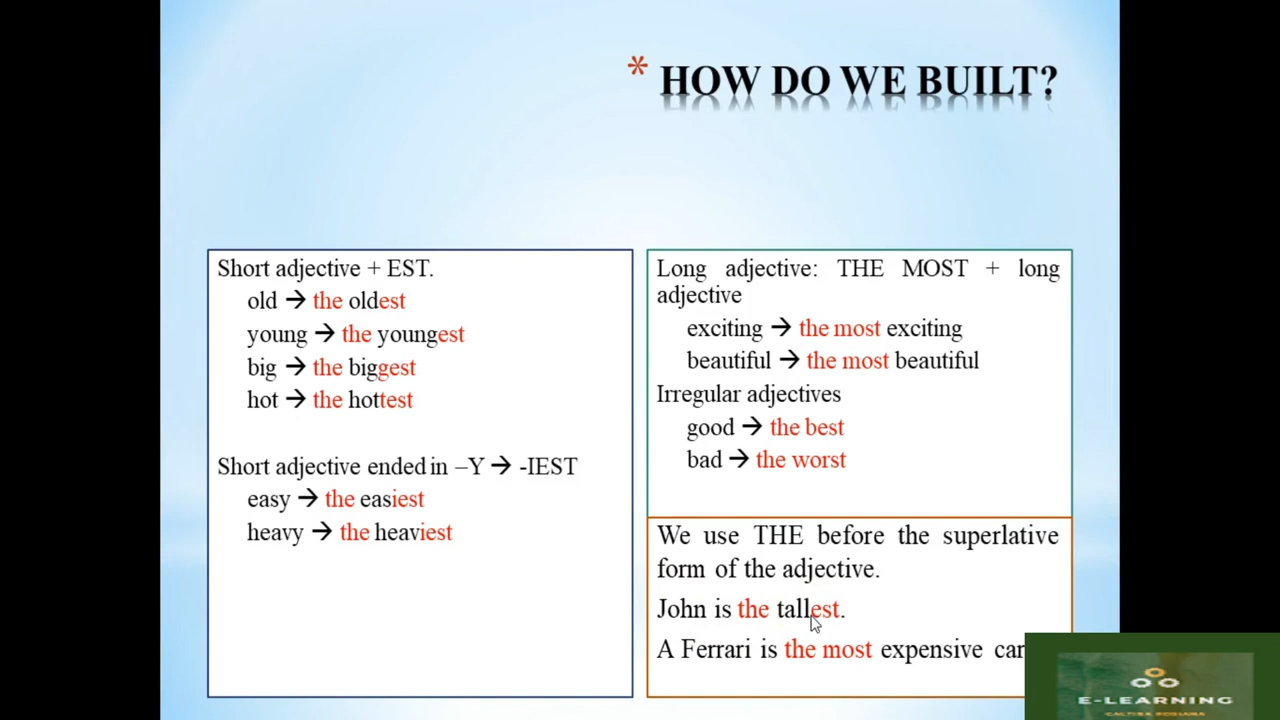 * HOW DO WE BUILT?
Short adjective + EST.
old → the oldest
young → the youngest
big → the biggest
hot → the hottest
Short adjective ended in –Y → -IEST
easy → the easiest
heavy → the heaviest
Long adjective: THE MOST + long
adjective
exciting → the most exciting
beautiful → the most beautiful
Irregular adjectives
good → the best
bad → the worst
We use THE before the superlative
form of the adjective.
John is the tallest.
A Ferrari is the most expensive car
E-LEARNING